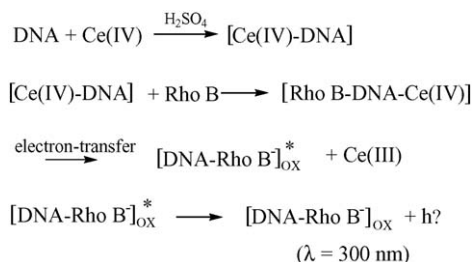 H₂SO₄
DNA + Ce(IV) ⟶ [Ce(IV)-DNA]
[Ce(IV)-DNA] + Rho B ⟶ [Rho B-DNA-Ce(IV)]
electron-transfer
⟶ [DNA-Rho B⁻]*OX + Ce(III)
[DNA-Rho B⁻]*OX ⟶ [DNA-Rho B⁻]OX + h?
(λ = 300 nm)